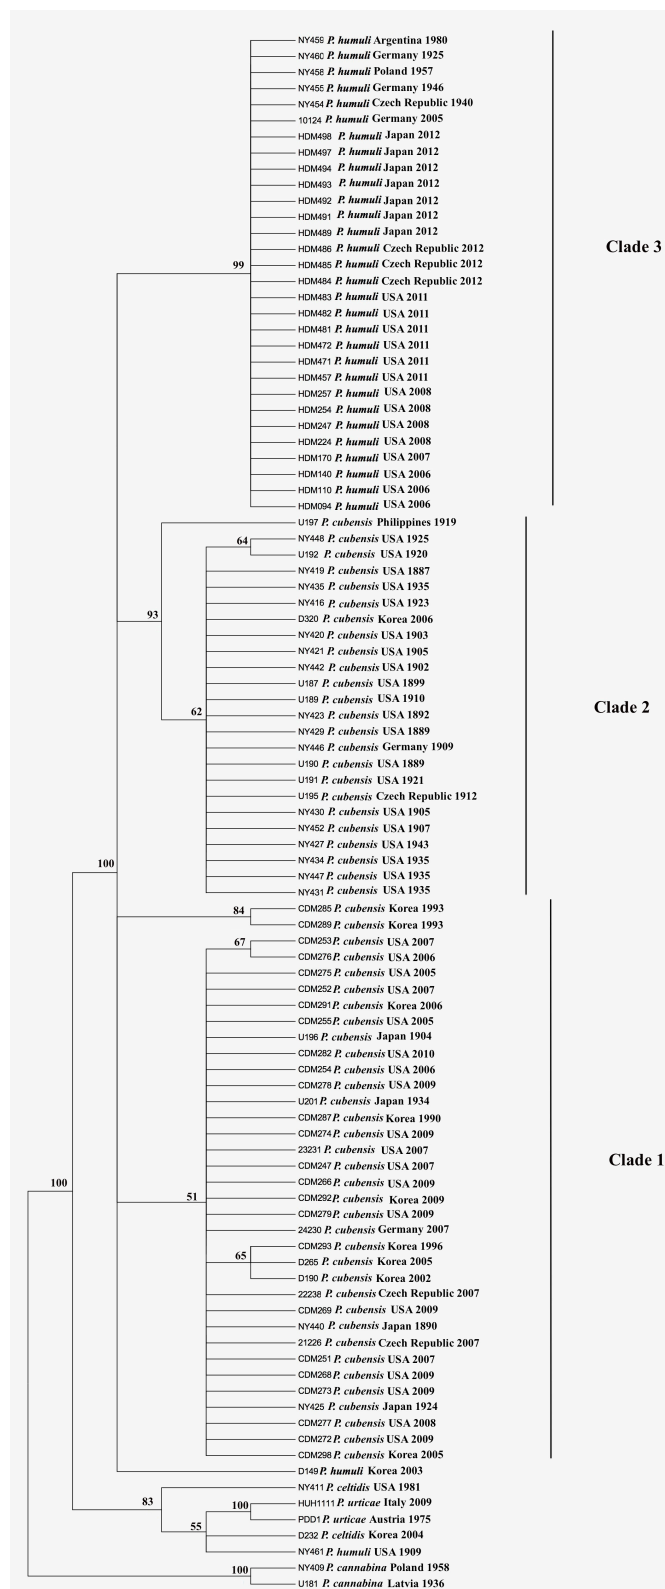 NY459 P. humuli Argentina 1980
NY460 P. humuli Germany 1925
NY458 P. humuli Poland 1957
NY455 P. humuli Germany 1946
NY454 P. humuli Czech Republic 1940
10124 P. humuli Germany 2005
HDM498 P. humuli Japan 2012
HDM497 P. humuli Japan 2012
HDM494 P. humuli Japan 2012
HDM493 P. humuli Japan 2012
HDM492 P. humuli Japan 2012
HDM491 P. humuli Japan 2012
HDM489 P. humuli Japan 2012
HDM486 P. humuli Czech Republic 2012
Clade 3
99
HDM485 P. humuli Czech Republic 2012
HDM484 P. humuli Czech Republic 2012
HDM483 P. humuli USA 2011
HDM482 P. humuli USA 2011
HDM481 P. humuli USA 2011
HDM472 P. humuli USA 2011
HDM471 P. humuli USA 2011
HDM457 P. humuli USA 2011
HDM257 P. humuli USA 2008
HDM254 P. humuli USA 2008
HDM247 P. humuli USA 2008
HDM224 P. humuli USA 2008
HDM170 P. humuli USA 2007
HDM140 P. humuli USA 2006
HDM110 P. humuli USA 2006
HDM094 P. humuli USA 2006
U197 P. cubensis Philippines 1919
64
NY448 P. cubensis USA 1925
U192 P. cubensis USA 1920
NY419 P. cubensis USA 1887
NY435 P. cubensis USA 1935
NY416 P. cubensis USA 1923
93
D320 P. cubensis Korea 2006
NY420 P. cubensis USA 1903
NY421 P. cubensis USA 1905
NY442 P. cubensis USA 1902
U187 P. cubensis USA 1899
U189 P. cubensis USA 1910
Clade 2
62
NY423 P. cubensis USA 1892
NY429 P. cubensis USA 1889
NY446 P. cubensis Germany 1909
U190 P. cubensis USA 1889
U191 P. cubensis USA 1921
U195 P. cubensis Czech Republic 1912
NY430 P. cubensis USA 1905
NY452 P. cubensis USA 1907
NY427 P. cubensis USA 1943
100
NY434 P. cubensis USA 1935
NY447 P. cubensis USA 1935
NY431 P. cubensis USA 1935
84
CDM285 P. cubensis Korea 1993
CDM289 P. cubensis Korea 1993
67
CDM253 P. cubensis USA 2007
CDM276 P. cubensis USA 2006
CDM275 P. cubensis USA 2005
CDM252 P. cubensis USA 2007
CDM291 P. cubensis Korea 2006
CDM255 P. cubensis USA 2005
U196 P. cubensis Japan 1904
CDM282 P. cubensis USA 2010
CDM254 P. cubensis USA 2006
CDM278 P. cubensis USA 2009
U201 P. cubensis Japan 1934
CDM287 P. cubensis Korea 1990
CDM274 P. cubensis USA 2009
23231 P. cubensis USA 2007
Clade 1
CDM247 P. cubensis USA 2007
100
CDM266 P. cubensis USA 2009
51
CDM292 P. cubensis Korea 2009
CDM279 P. cubensis USA 2009
24230 P. cubensis Germany 2007
CDM293 P. cubensis Korea 1996
65
D265 P. cubensis Korea 2005
D190 P. cubensis Korea 2002
22238 P. cubensis Czech Republic 2007
CDM269 P. cubensis USA 2009
NY440 P. cubensis Japan 1890
21226 P. cubensis Czech Republic 2007
CDM251 P. cubensis USA 2007
CDM268 P. cubensis USA 2009
CDM273 P. cubensis USA 2009
NY425 P. cubensis Japan 1924
CDM277 P. cubensis USA 2008
CDM272 P. cubensis USA 2009
CDM298 P. cubensis Korea 2005
D149 P. humuli Korea 2003
NY411 P. celtidis USA 1981
83
100
HUH1111 P. urticae Italy 2009
PDD1 P. urticae Austria 1975
55
D232 P. celtidis Korea 2004
NY461 P. humuli USA 1909
100
NY409 P. cannabina Poland 1958
U181 P. cannabina Latvia 1936